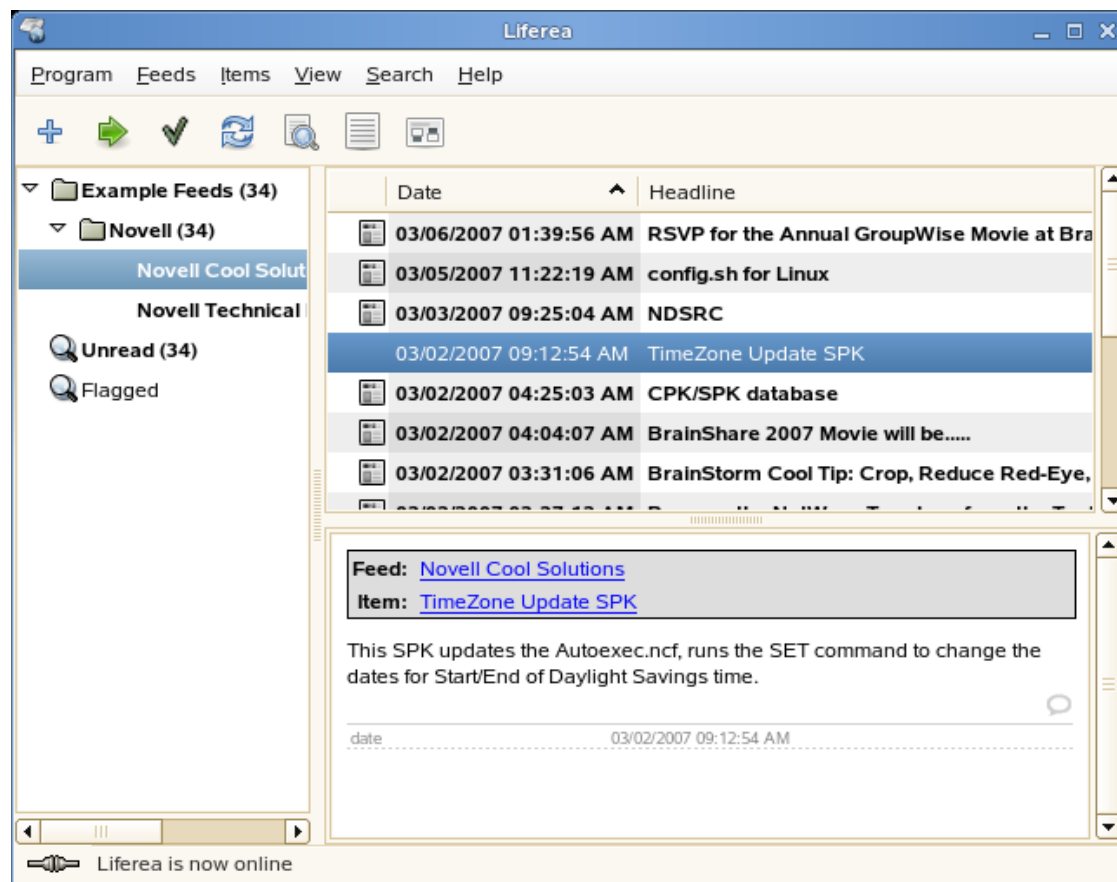 Liferea
Program Feeds Items View Search Help
Example Feeds (34)
Novell (34)
Novell Cool Solut
Novell Technical
Unread (34)
Flagged
Date Headline
03/06/2007 01:39:56 AM RSVP for the Annual GroupWise Movie at Bra
03/05/2007 11:22:19 AM config.sh for Linux
03/03/2007 09:25:04 AM NDSRC
03/02/2007 09:12:54 AM TimeZone Update SPK
03/02/2007 04:25:03 AM CPK/SPK database
03/02/2007 04:04:07 AM BrainShare 2007 Movie will be.....
03/02/2007 03:31:06 AM BrainStorm Cool Tip: Crop, Reduce Red-Eye,
Feed: Novell Cool Solutions
Item: TimeZone Update SPK
This SPK updates the Autoexec.ncf, runs the SET command to change the
dates for Start/End of Daylight Savings time.
date 03/02/2007 09:12:54 AM
Liferea is now online